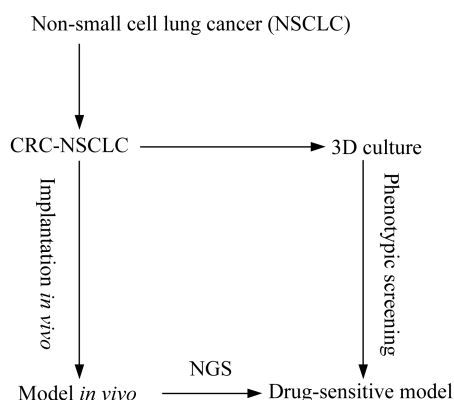 Non-small cell lung cancer (NSCLC)
CRC-NSCLC
3D culture
Implantation in vivo
Phenotypic screening
NGS
Model in vivo
Drug-sensitive model